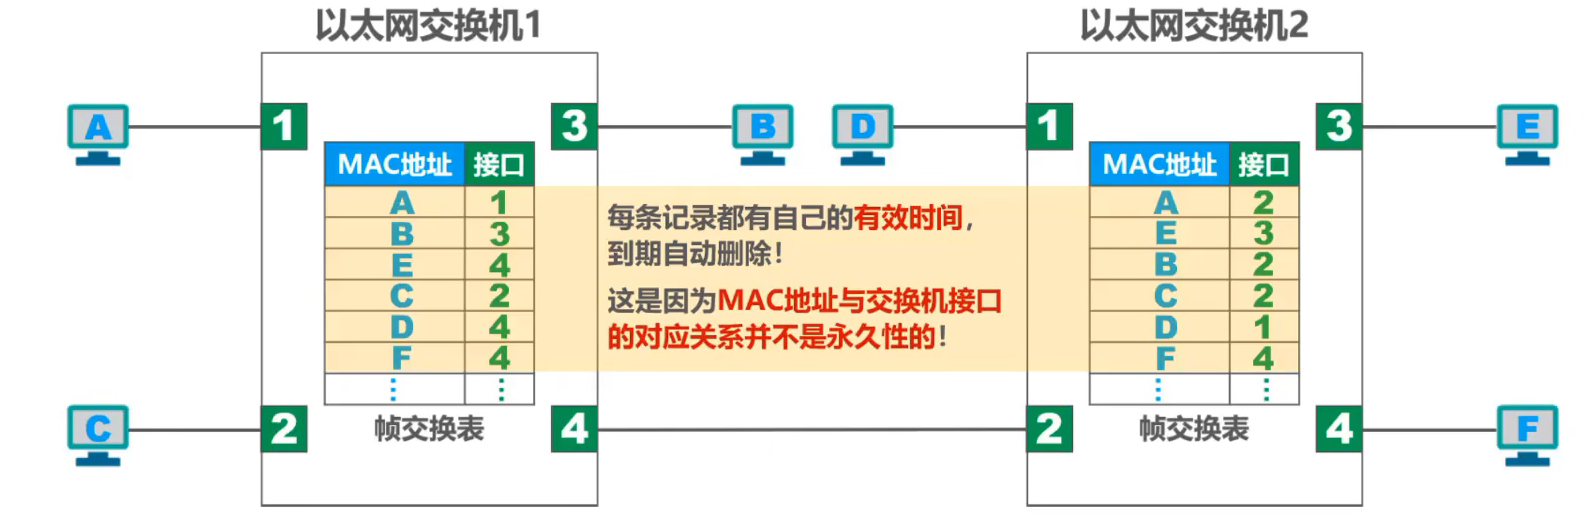 以太网交换机1
以太网交换机2
A
1
3
B
D
1
3
E
MAC地址 接口
A 1
B 3
E 4
C 2
D 4
F 4
⋮ ⋮
帧交换表
每条记录都有自己的有效时间，
到期自动删除！
这是因为MAC地址与交换机接口
的对应关系并不是永久性的！
MAC地址 接口
A 2
E 3
B 2
C 2
D 1
F 4
⋮ ⋮
帧交换表
C
2
4
2
4
F